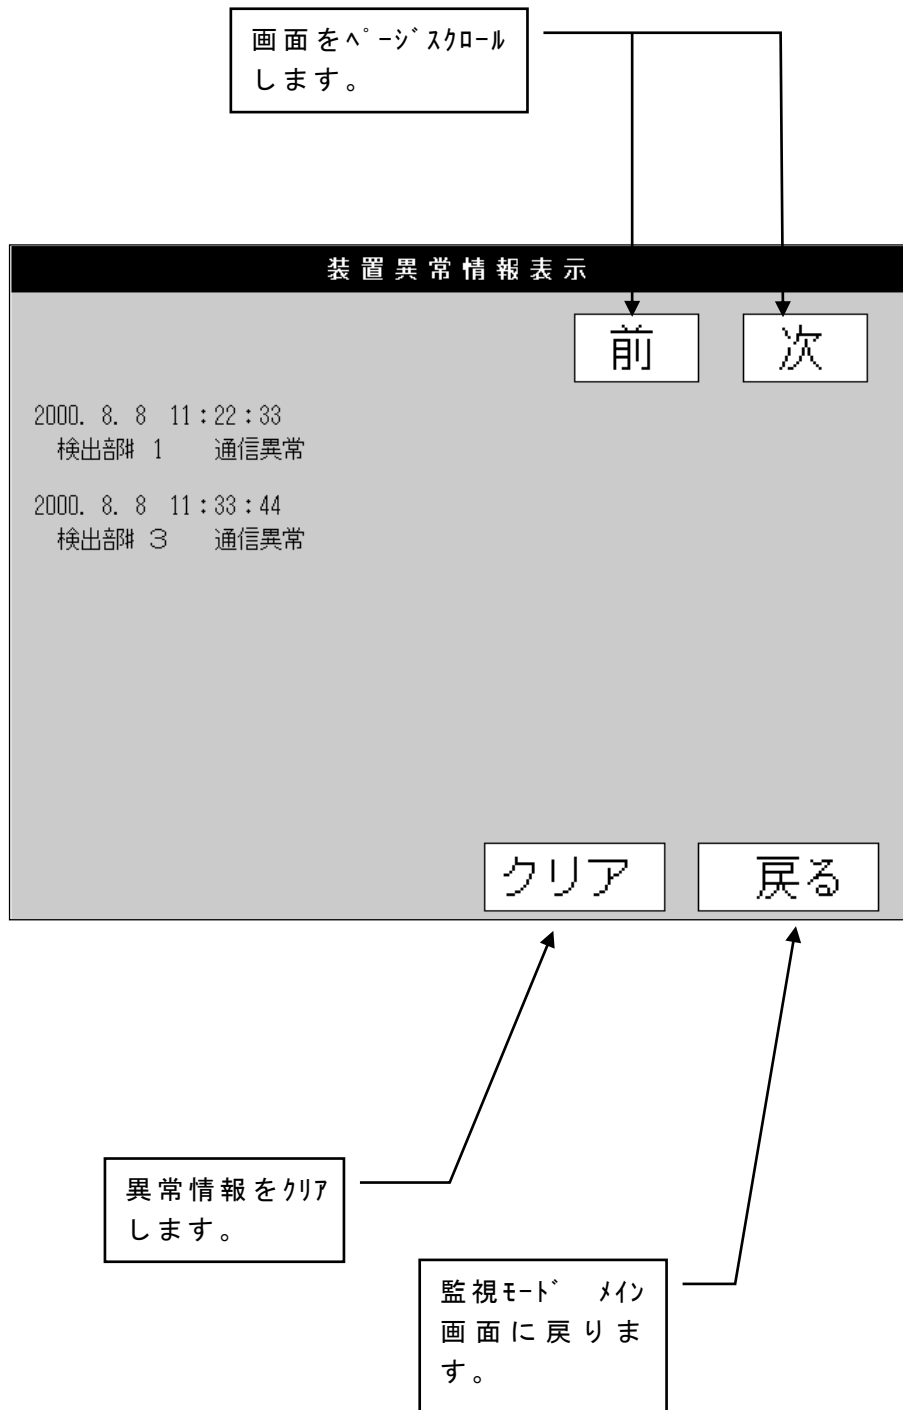 画面をﾍﾟｰｼﾞｽｸﾛｰﾙ
します。
装置異常情報表示
前 次
2000. 8. 8 11:22:33
検出部# 1 通信異常
2000. 8. 8 11:33:44
検出部# 3 通信異常
クリア 戻る
異常情報をｸﾘｱ
します。
監視ﾓｰﾄﾞ ﾒｲﾝ
画面に戻りま
す。